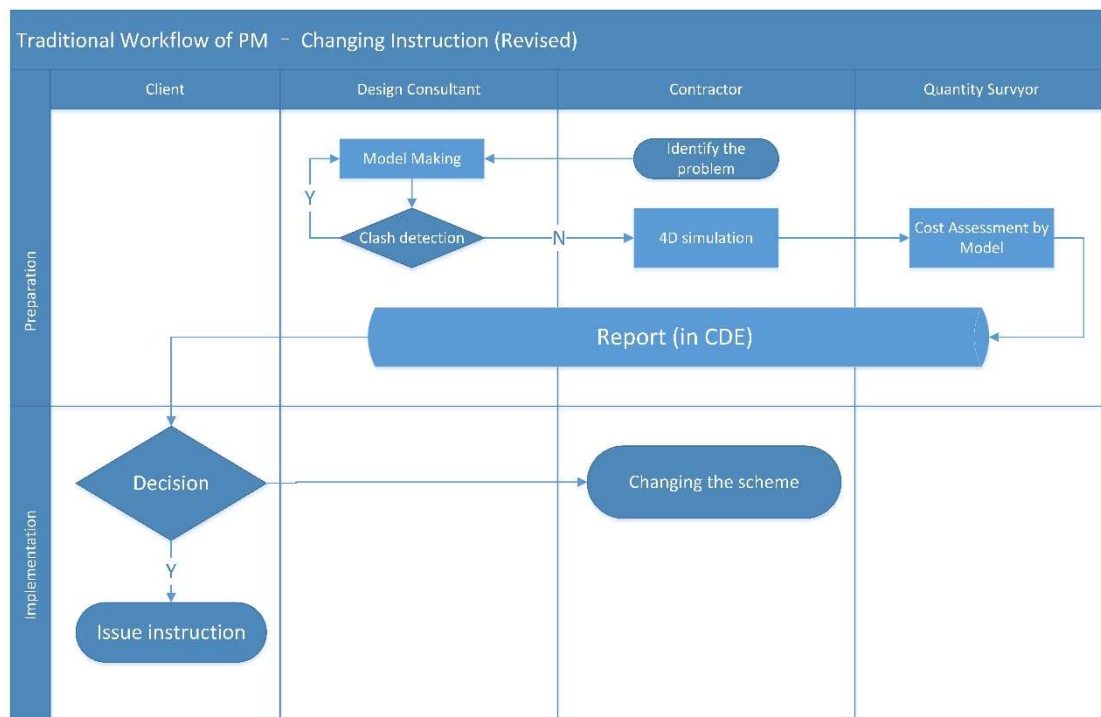 Traditional Workflow of PM - Changing Instruction (Revised)
Client
Design Consultant
Contractor
Quantity Survyor
Preparation
Model Making
Identify the
problem
Y
Clash detection
N
4D simulation
Cost Assessment by
Model
Report (in CDE)
Implementation
Decision
Changing the scheme
Y
Issue instruction